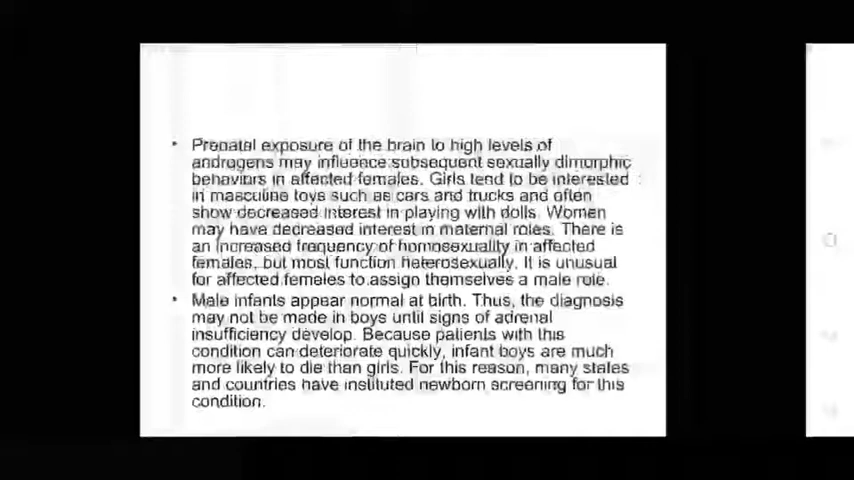 • Prenatal exposure of the brain to high levels of
androgens may influence subsequent sexually dimorphic
behaviors in affected females. Girls tend to be interested
in masculine toys such as cars and trucks and often
show decreased interest in playing with dolls. Women
may have decreased interest in maternal roles. There is
an increased frequency of homosexuality in affected
females, but most function heterosexually. It is unusual
for affected females to assign themselves a male role.
• Male infants appear normal at birth. Thus, the diagnosis
may not be made in boys until signs of adrenal
insufficiency develop. Because patients with this
condition can deteriorate quickly, infant boys are much
more likely to die than girls. For this reason, many states
and countries have instituted newborn screening for this
condition.